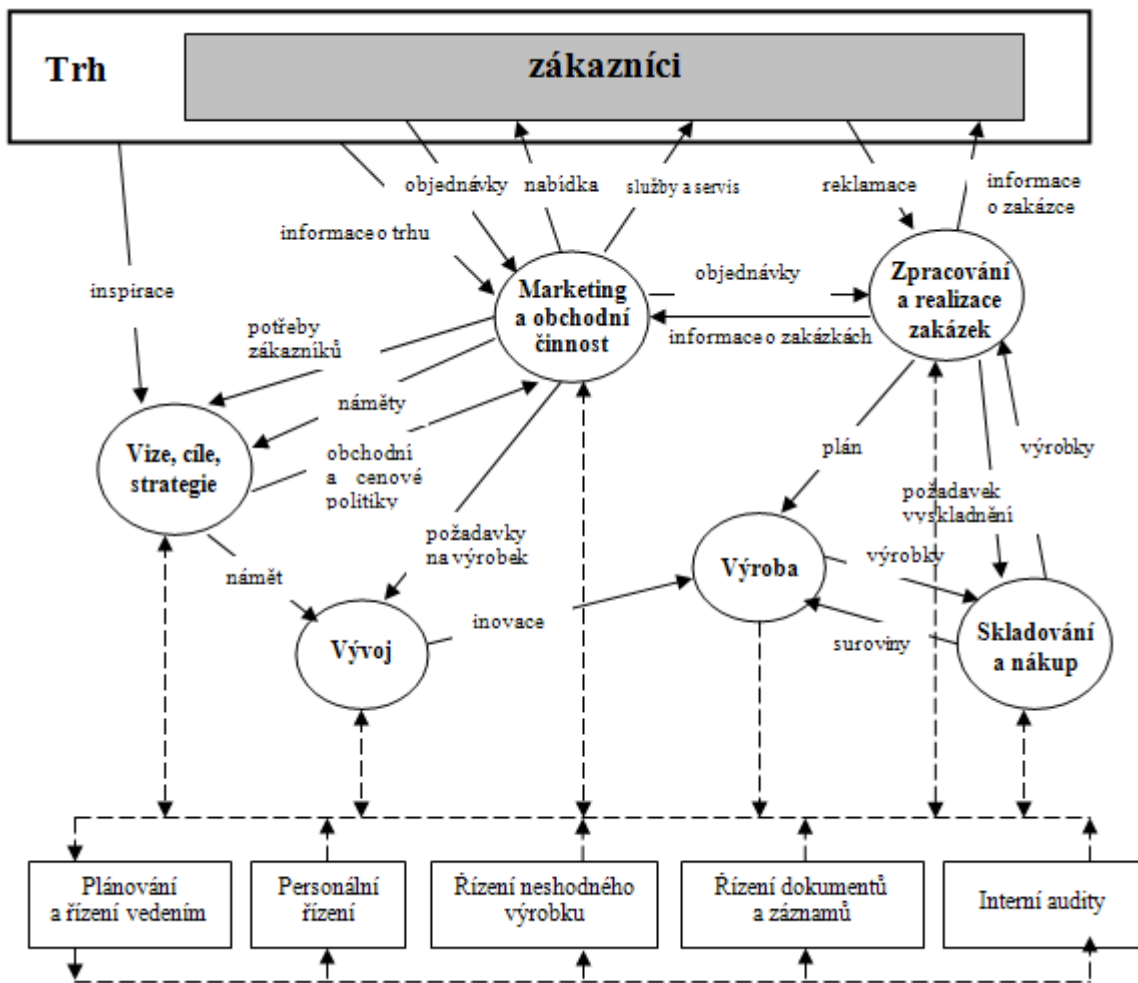 Trh
zákazníci
objednávky
nabídka
služby a servis
reklamace
informace
o zakázce
informace o trhu
inspirace
Marketing
a obchodní
činnost
objednávky
informace o zakázkách
Zpracování
a realizace
zakázek
potřeby
zákazníků
náměty
obchodní
a cenové
politiky
Vize, cíle,
strategie
plán
výrobky
požadavek
vyskladnění
požadavky
na výrobek
námět
Vývoj
inovace
Výroba
výrobky
suroviny
Skladování
a nákup
Plánování
a řízení vedením
Personální
řízení
Řízení neshodného
výrobku
Řízení dokumentů
a záznamů
Interní audity